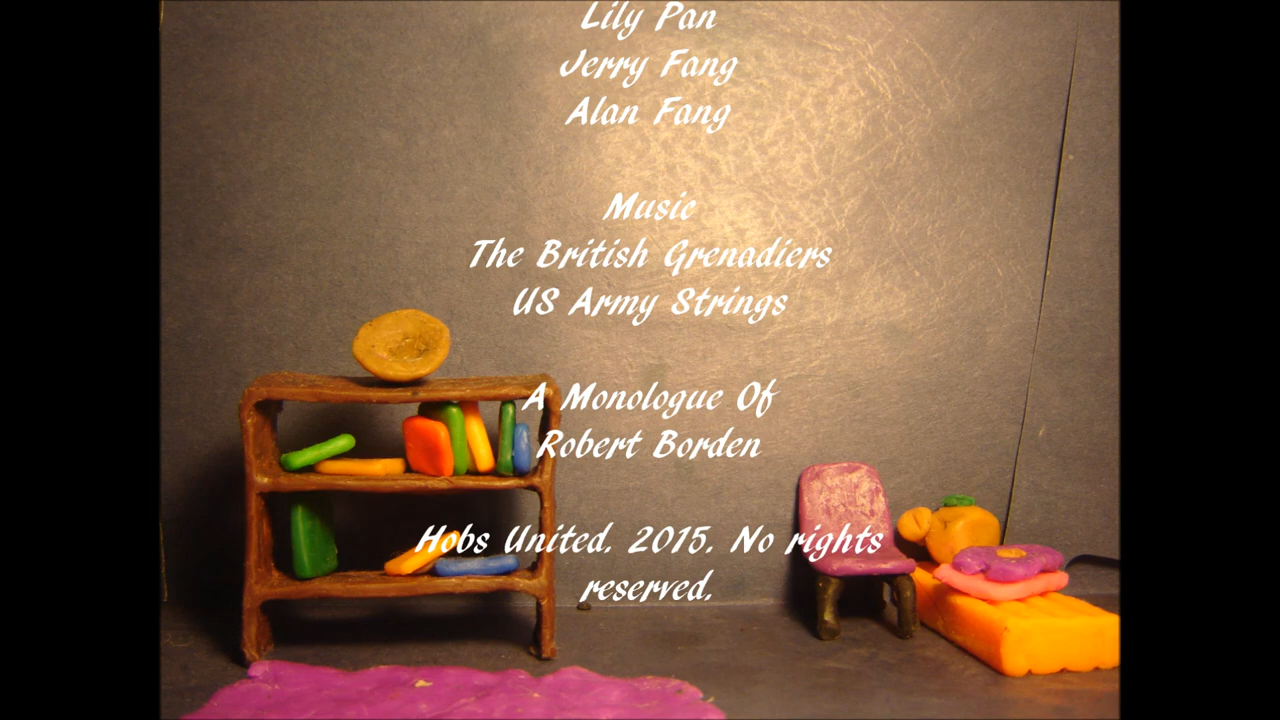 Lily Pan
Jerry Fang
Alan Fang
Music
The British Grenadiers
US Army Strings
A Monologue Of
Robert Borden
Hobs United. 2015. No rights
reserved.